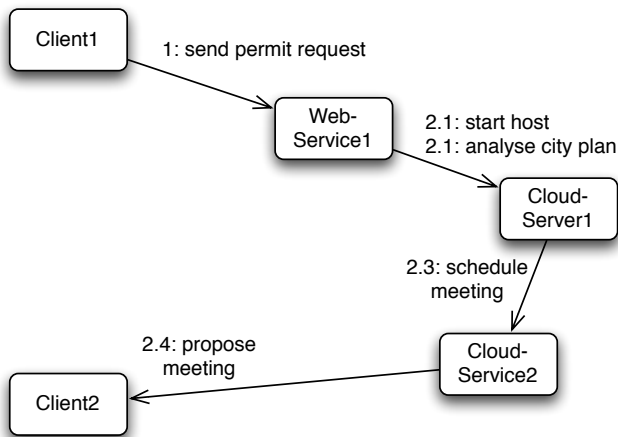 Client1
1: send permit request
Web-
Service1
2.1: start host
2.1: analyse city plan
Cloud-
Server1
2.3: schedule
meeting
Cloud-
Service2
2.4: propose
meeting
Client2